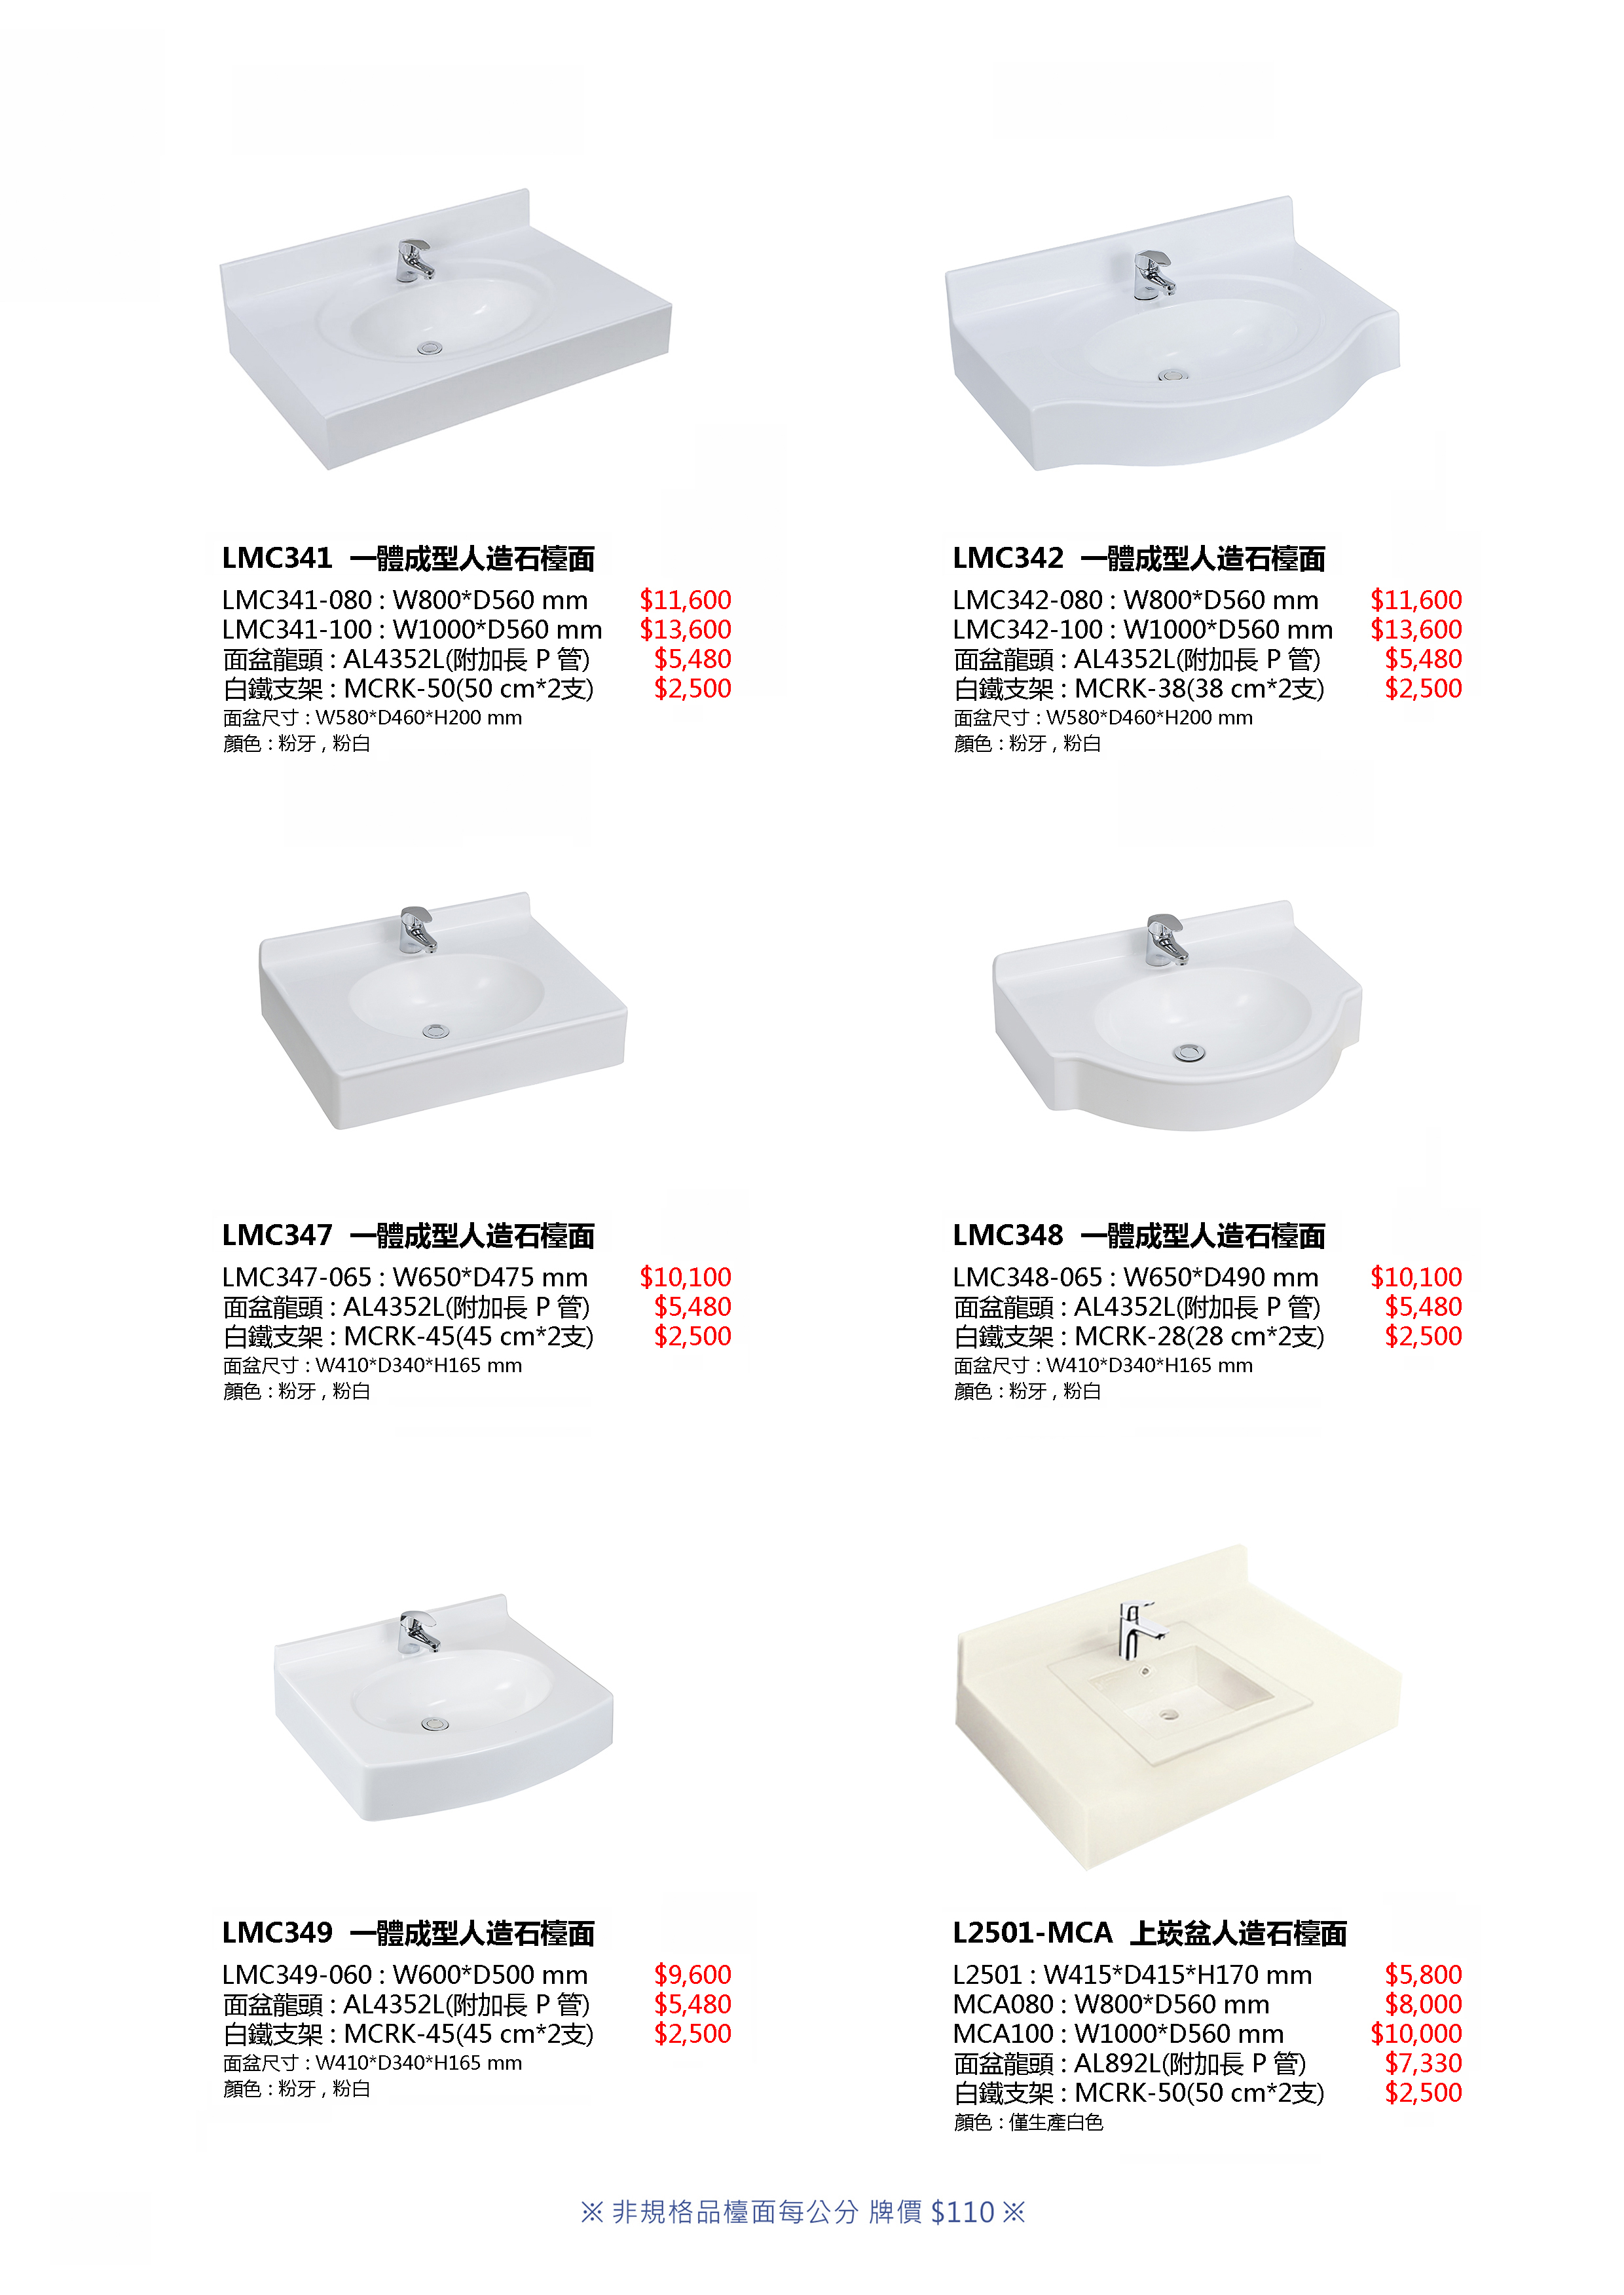 LMC341 一體成型人造石檯面
LMC341-080 : W800*D560 mm $11,600
LMC341-100 : W1000*D560 mm $13,600
面盆龍頭 : AL4352L(附加長 P 管) $5,480
白鐵支架 : MCRK-50(50 cm*2支) $2,500
面盆尺寸 : W580*D460*H200 mm
顏色 : 粉牙 , 粉白
LMC342 一體成型人造石檯面
LMC342-080 : W800*D560 mm $11,600
LMC342-100 : W1000*D560 mm $13,600
面盆龍頭 : AL4352L(附加長 P 管) $5,480
白鐵支架 : MCRK-38(38 cm*2支) $2,500
面盆尺寸 : W580*D460*H200 mm
顏色 : 粉牙 , 粉白
LMC347 一體成型人造石檯面
LMC347-065 : W650*D475 mm $10,100
面盆龍頭 : AL4352L(附加長 P 管) $5,480
白鐵支架 : MCRK-45(45 cm*2支) $2,500
面盆尺寸 : W410*D340*H165 mm
顏色 : 粉牙 , 粉白
LMC348 一體成型人造石檯面
LMC348-065 : W650*D490 mm $10,100
面盆龍頭 : AL4352L(附加長 P 管) $5,480
白鐵支架 : MCRK-28(28 cm*2支) $2,500
面盆尺寸 : W410*D340*H165 mm
顏色 : 粉牙 , 粉白
LMC349 一體成型人造石檯面
LMC349-060 : W600*D500 mm $9,600
面盆龍頭 : AL4352L(附加長 P 管) $5,480
白鐵支架 : MCRK-45(45 cm*2支) $2,500
面盆尺寸 : W410*D340*H165 mm
顏色 : 粉牙 , 粉白
L2501-MCA 上崁盆人造石檯面
L2501 : W415*D415*H170 mm $5,800
MCA080 : W800*D560 mm $8,000
MCA100 : W1000*D560 mm $10,000
面盆龍頭 : AL892L(附加長 P 管) $7,330
白鐵支架 : MCRK-50(50 cm*2支) $2,500
顏色 : 僅生產白色
※ 非規格品檯面每公分 牌價 $110 ※